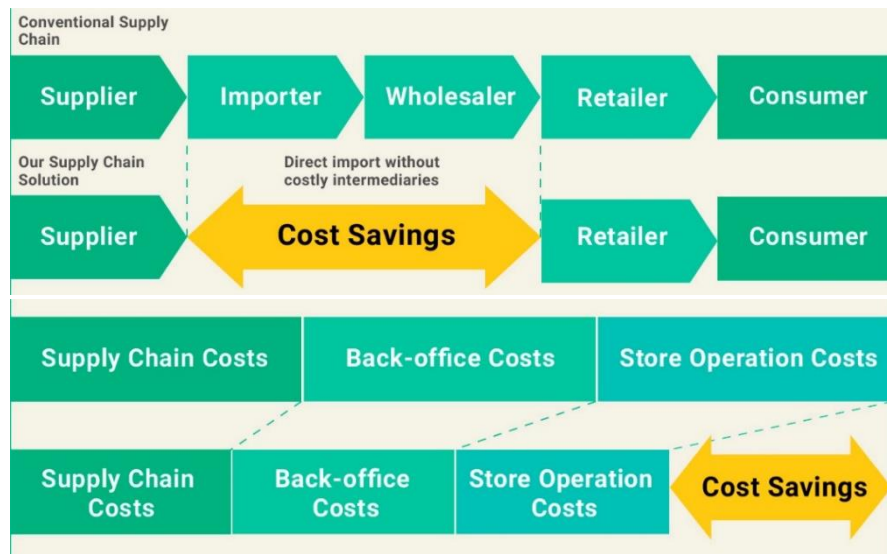 Conventional Supply
Chain
Supplier
Importer
Wholesaler
Retailer
Consumer
Our Supply Chain
Solution
Direct import without
costly intermediaries
Supplier
Cost Savings
Retailer
Consumer
Supply Chain Costs
Back-office Costs
Store Operation Costs
Supply Chain
Costs
Back-office
Costs
Store Operation
Costs
Cost Savings